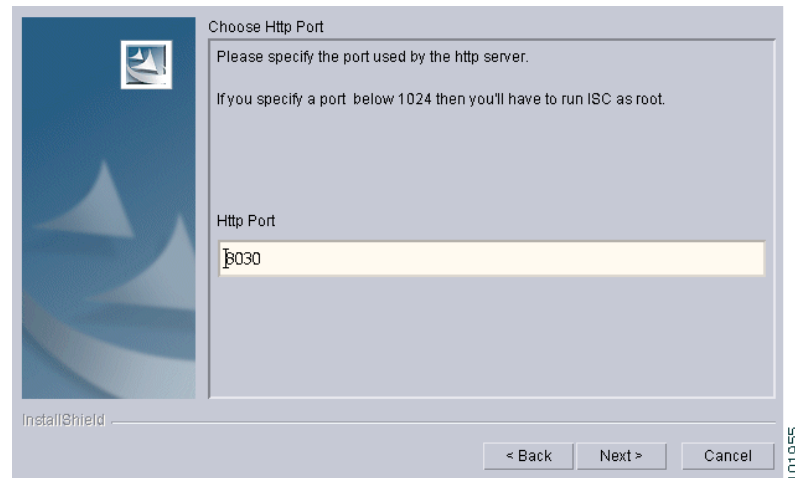 Choose Http Port
Please specify the port used by the http server.
If you specify a port below 1024 then you'll have to run ISC as root.
Http Port
8030
InstallShield
< Back
Next >
Cancel
101955